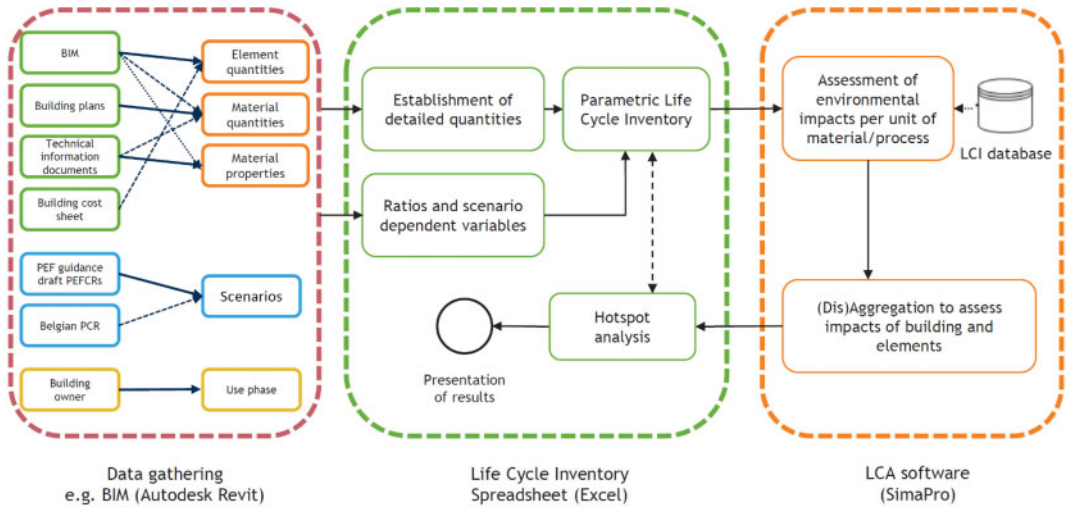 BIM
Building plans
Technical
information
documents
Building cost
sheet
PEF guidance
draft PEFCRs
Belgian PCR
Building
owner
Element
quantities
Material
quantities
Material
properties
Scenarios
Use phase
Data gathering
e.g. BIM (Autodesk Revit)
Establishment of
detailed quantities
Parametric Life
Cycle Inventory
Ratios and scenario
dependent variables
Hotspot
analysis
Presentation
of results
Life Cycle Inventory
Spreadsheet (Excel)
Assessment of
environmental
impacts per unit of
material/process
LCI database
(Dis)Aggregation to assess
impacts of building and
elements
LCA software
(SimaPro)